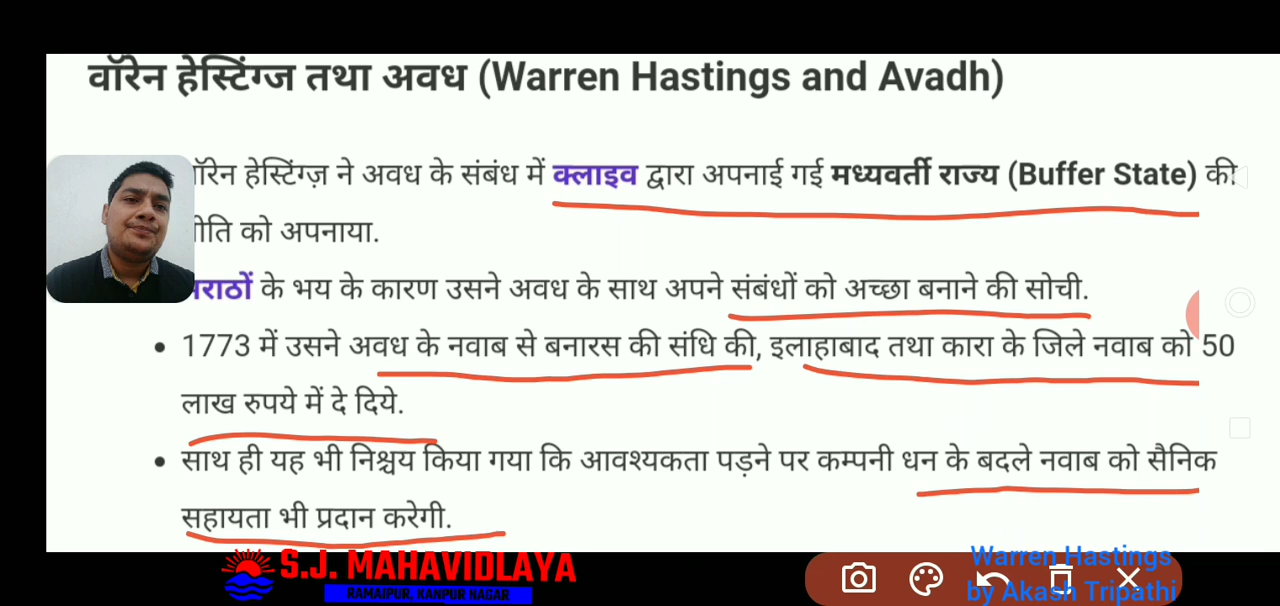 वॉरेन हेस्टिंग्ज तथा अवध (Warren Hastings and Avadh)
हेस्टिंग्ज़ ने अवध के संबंध में क्लाइव द्वारा अपनाई गई मध्यवर्ती राज्य (Buffer State) की
को अपनाया.
के भय के कारण उसने अवध के साथ अपने संबंधों को अच्छा बनाने की सोची.
• 1773 में उसने अवध के नवाब से बनारस की संधि की, इलाहाबाद तथा कारा के जिले नवाब को 50
लाख रुपये में दे दिये.
• साथ ही यह भी निश्चय किया गया कि आवश्यकता पड़ने पर कम्पनी धन के बदले नवाब को सैनिक
सहायता भी प्रदान करेगी.
S.J. MAHAVIDLAYA
RAMAIPUR, KANPUR NAGAR
Warren Hastings
by Akash Tripathi